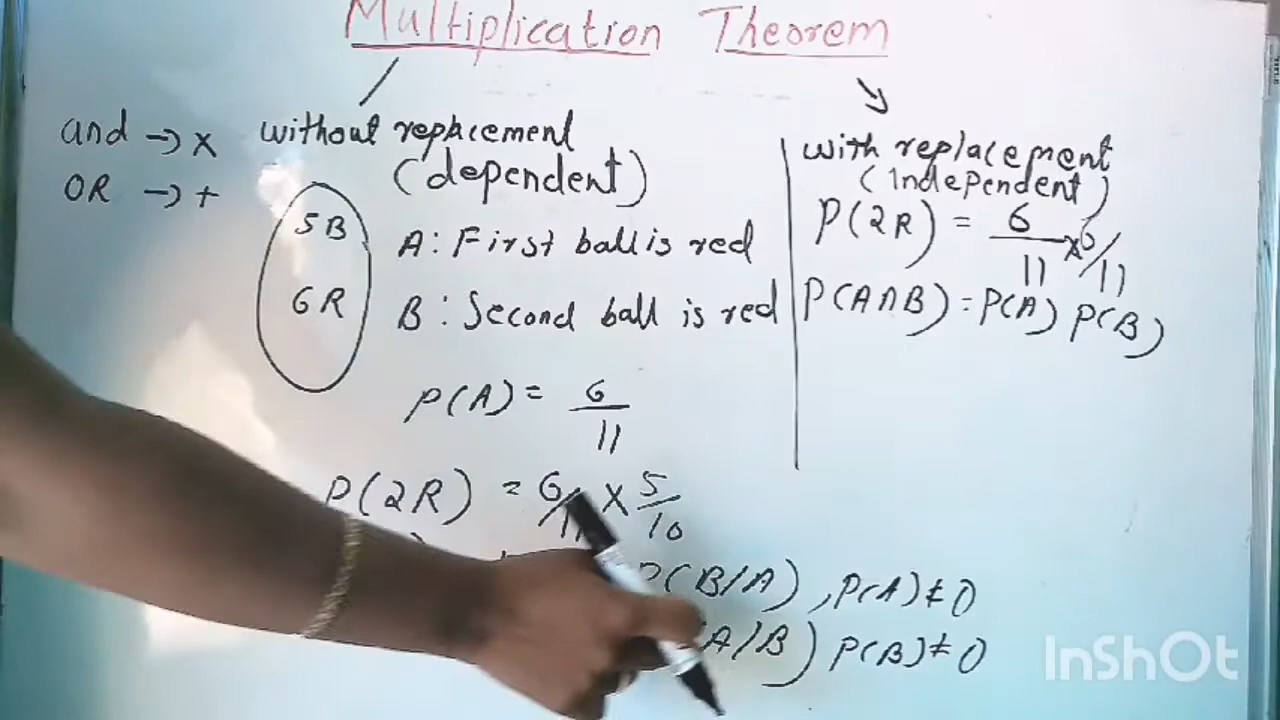 Multiplication Theorem
and → x
OR → +
without replacement
(dependent)
5B
6R
A: First ball is red
B: Second ball is red
P(A) = 6/11
P(2R) = 6/11 x 5/10
P(B/A), P(A) ≠ 0
(A/B) P(B) ≠ 0
with replacement
(independent)
P(2R) = 6/11 x 6/11
P(A∩B) = P(A) P(B)
InShOt